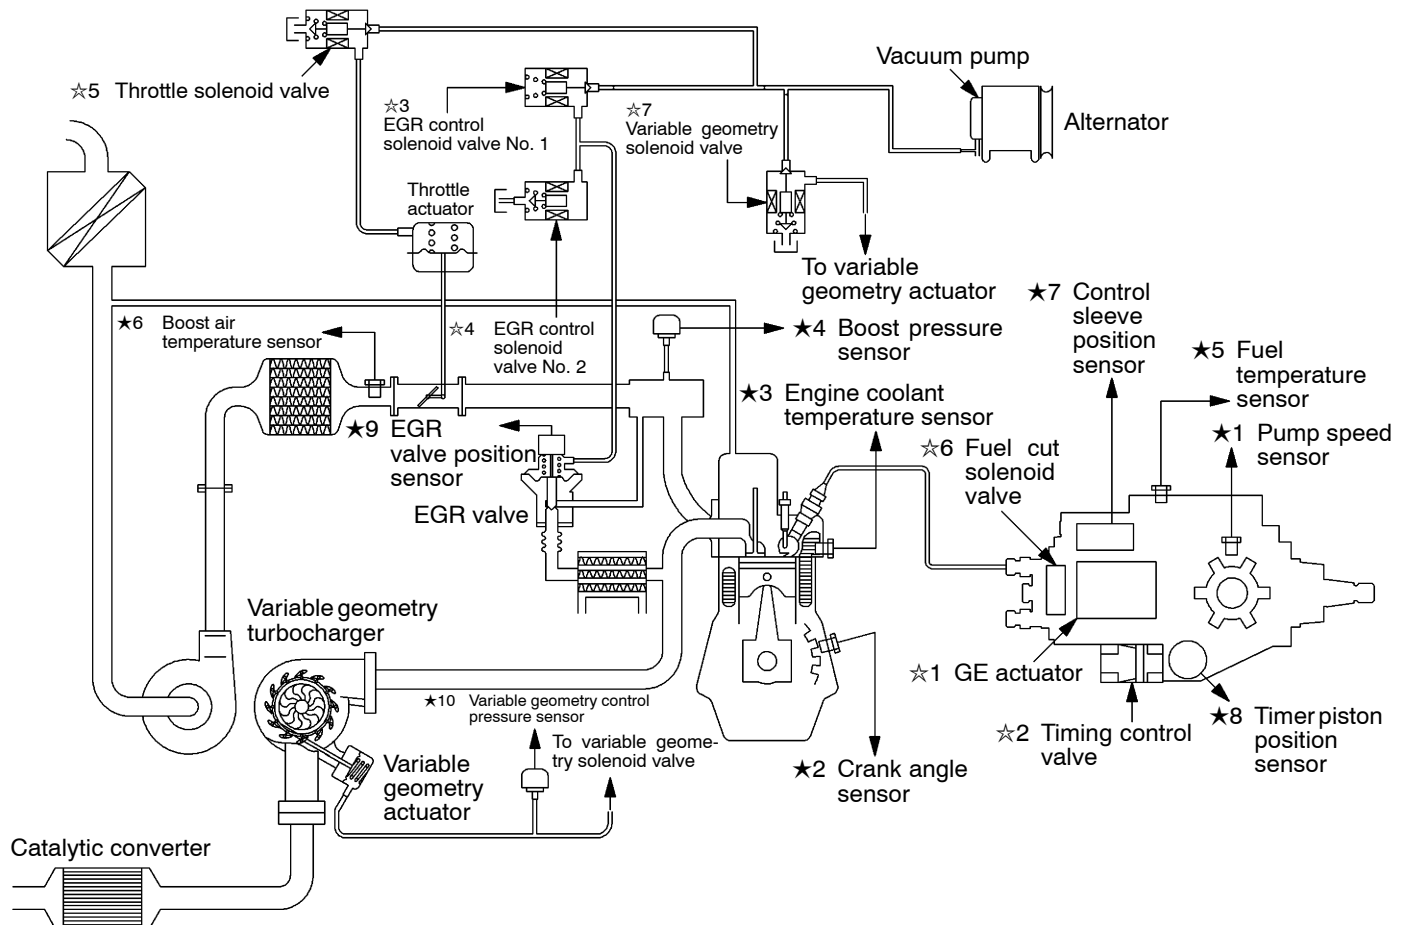 ☆5 Throttle solenoid valve
☆3
EGR control
solenoid valve No. 1
☆7
Variable geometry
solenoid valve
Vacuum pump
Alternator
Throttle
actuator
To variable
geometry actuator
★6 Boost air
temperature sensor
☆4 EGR control
solenoid
valve No. 2
★4 Boost pressure
sensor
★7 Control
sleeve
position
sensor
★5 Fuel
temperature
sensor
★3 Engine coolant
temperature sensor
★9 EGR
valve position
sensor
EGR valve
☆6 Fuel cut
solenoid
valve
★1 Pump speed
sensor
Variable geometry
turbocharger
☆1 GE actuator
★10 Variable geometry control
pressure sensor
To variable geome-
try solenoid valve
☆2 Timing control
valve
★8 Timer piston
position
sensor
Variable
geometry
actuator
★2 Crank angle
sensor
Catalytic converter